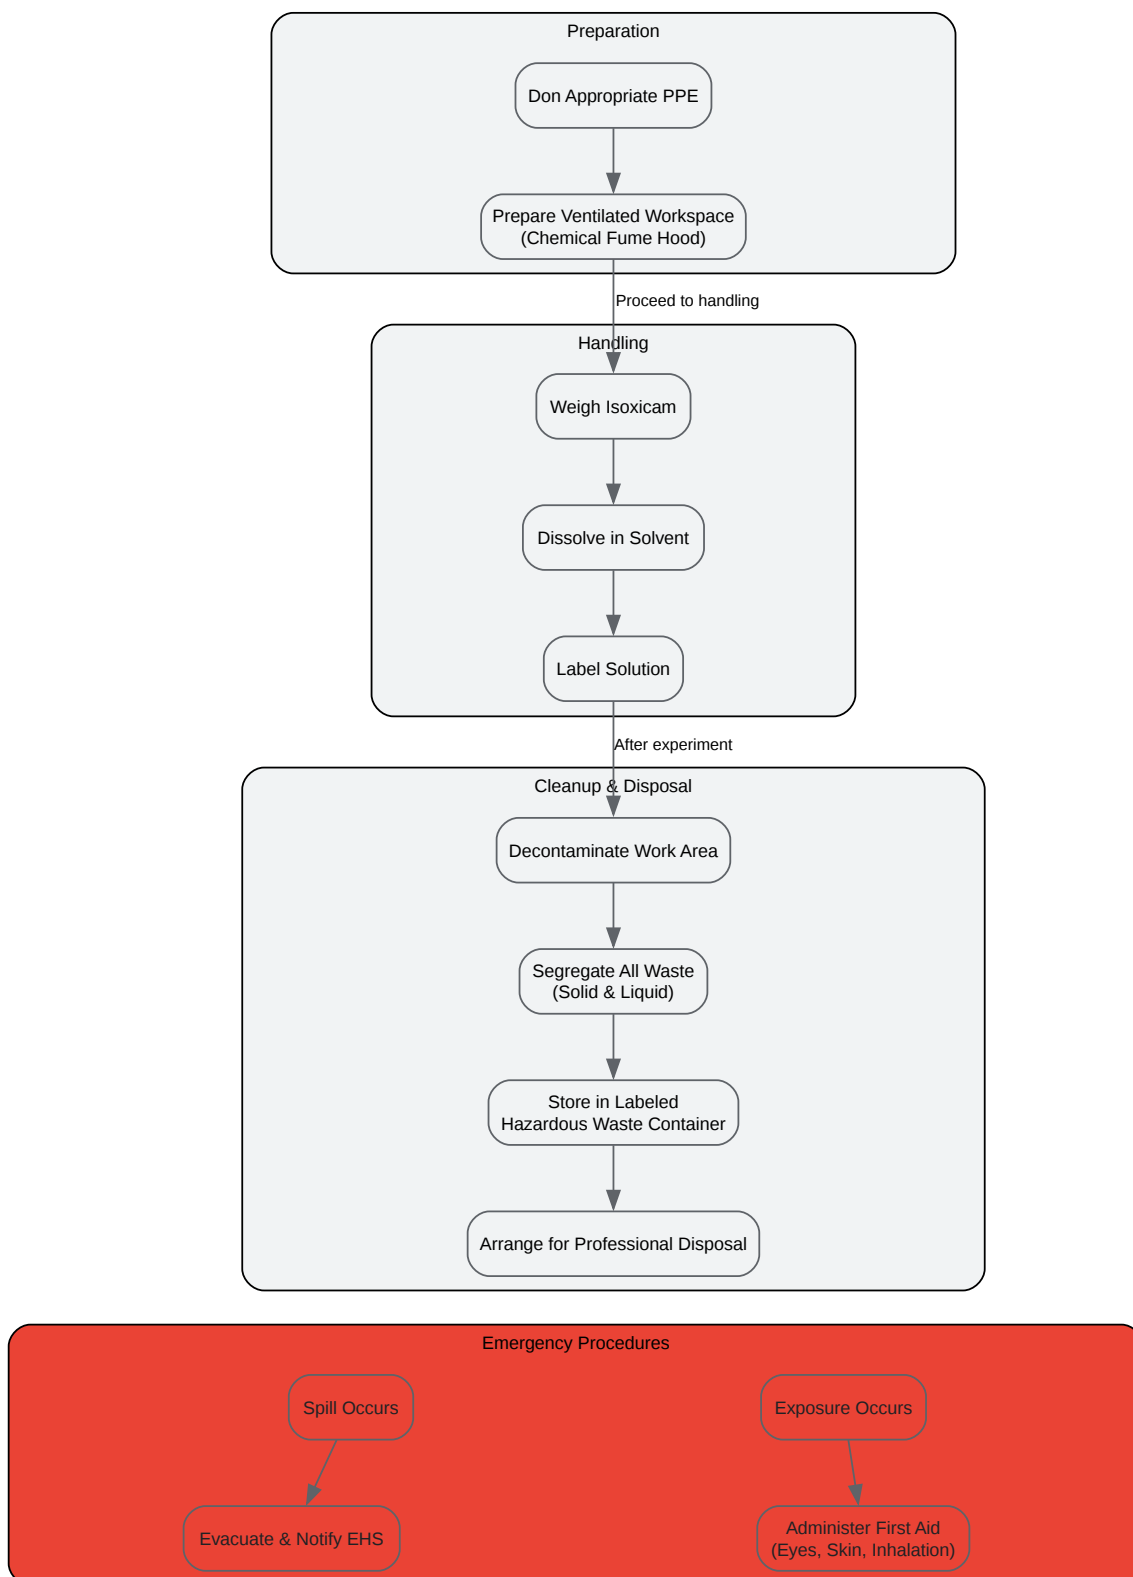 Preparation
Don Appropriate PPE
Prepare Ventilated Workspace
(Chemical Fume Hood)
Proceed to handling
Handling
Weigh Isoxicam
Dissolve in Solvent
Label Solution
After experiment
Cleanup & Disposal
Decontaminate Work Area
Segregate All Waste
(Solid & Liquid)
Store in Labeled
Hazardous Waste Container
Arrange for Professional Disposal
Emergency Procedures
Spill Occurs
Exposure Occurs
Evacuate & Notify EHS
Administer First Aid
(Eyes, Skin, Inhalation)